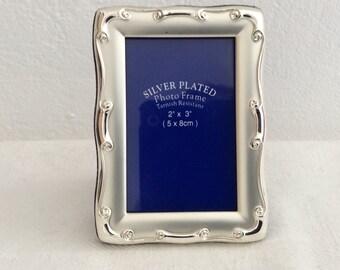 SILVER PLATED
Photo Frame
Tarnish Resistant
2" x 3"
( 5 x 8cm )